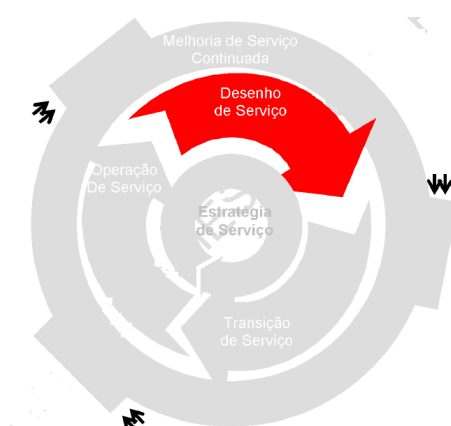 Melhoria de Serviço
Continuada
Desenho
de Serviço
Operação
De Serviço
Estratégia
de Serviço
Transição
de Serviço